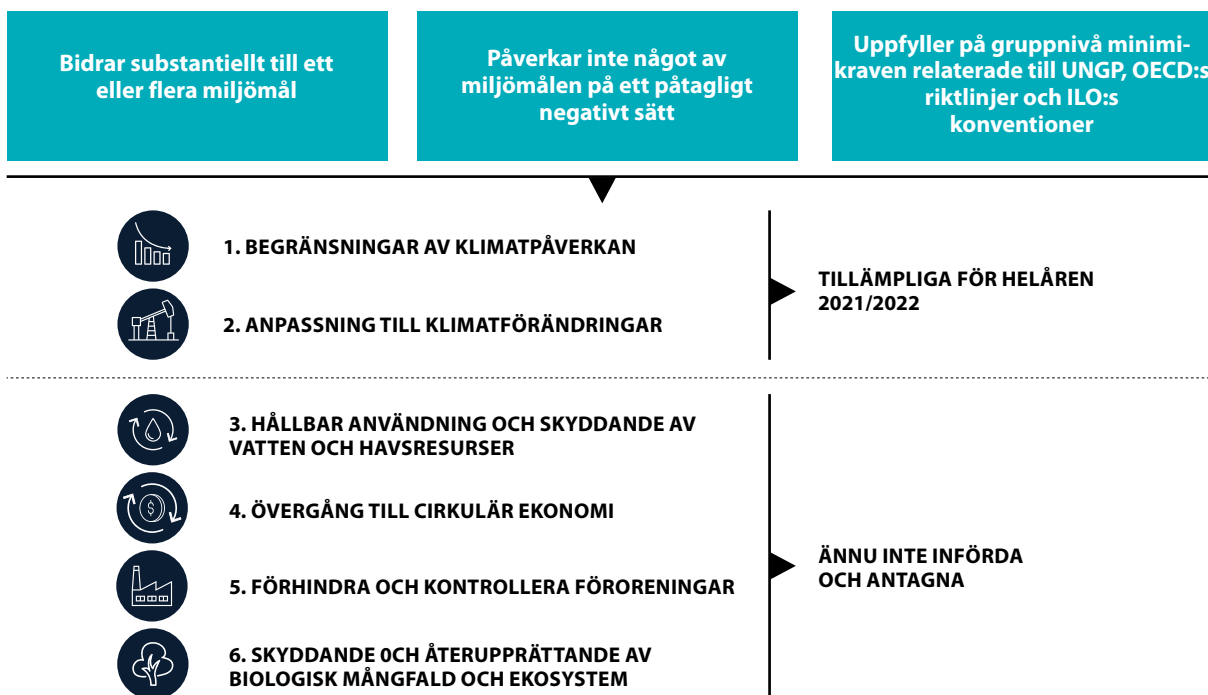 Bidrar substantiellt till ett
eller flera miljömål
Påverkar inte något av
miljömålen på ett påtagligt
negativt sätt
Uppfyller på gruppnivå minimi-
kraven relaterade till UNGP, OECD:s
riktlinjer och ILO:s
konventioner
1. BEGRÄNSNINGAR AV KLIMATPÅVERKAN
2. ANPASSNING TILL KLIMATFÖRÄNDRINGAR
TILLÄMPLIGA FÖR HELÅREN
2021/2022
3. HÅLLBAR ANVÄNDNING OCH SKYDDANDE AV
VATTEN OCH HAVSRESURSER
4. ÖVERGÅNG TILL CIRKULÄR EKONOMI
5. FÖRHINDRA OCH KONTROLLERA FÖRORENINGAR
6. SKYDDANDE 0CH ÅTERUPPRÄTTANDE AV
BIOLOGISK MÅNGFALD OCH EKOSYSTEM
ÄNNU INTE INFÖRDA
OCH ANTAGNA